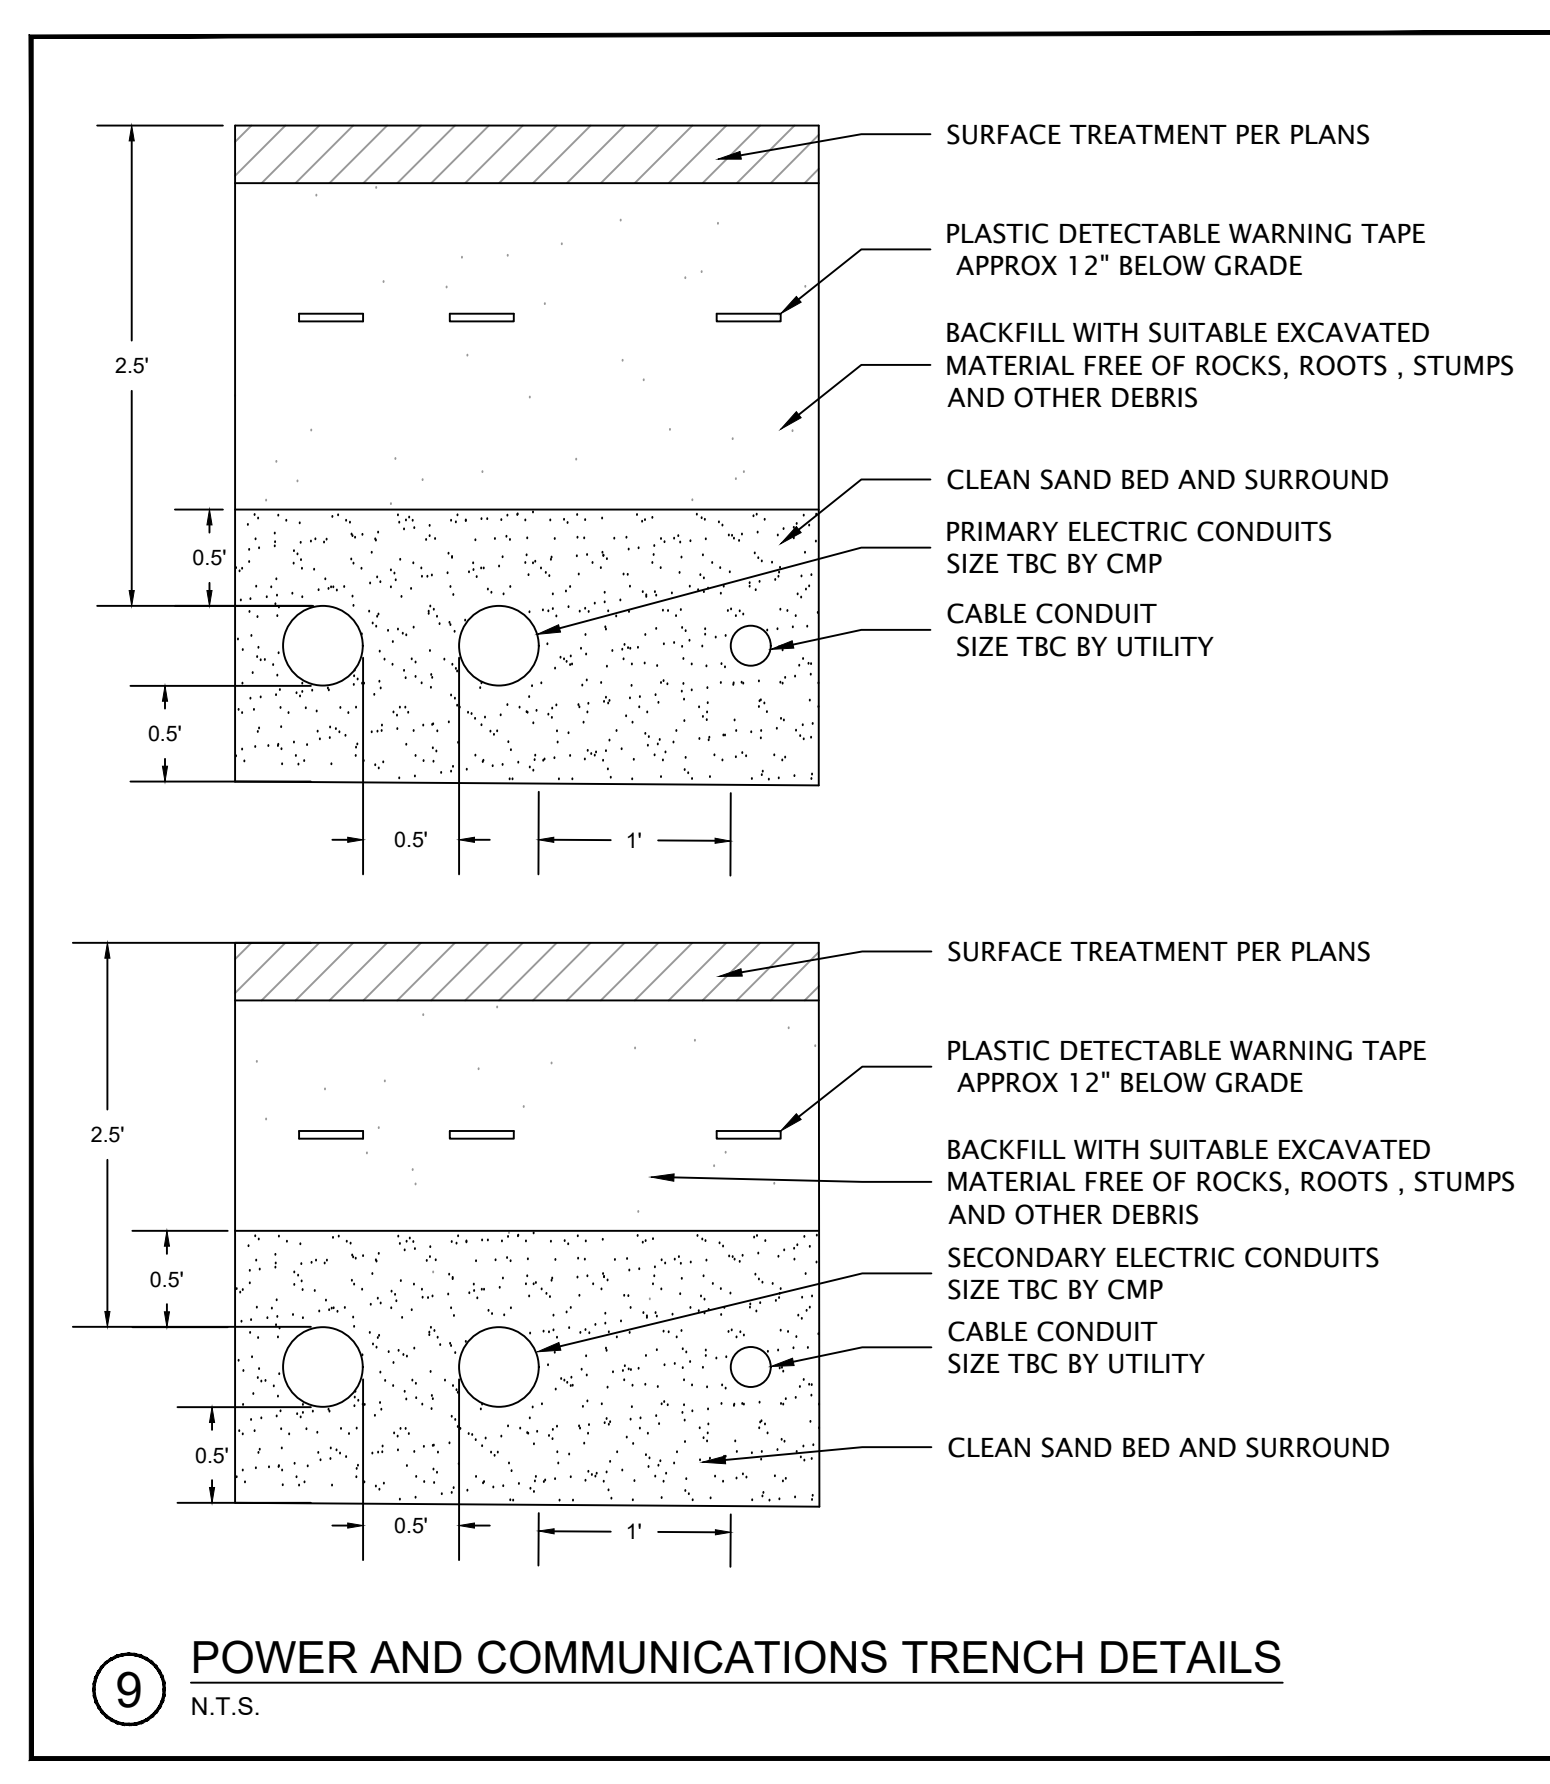 SURFACE TREATMENT PER PLANS
PLASTIC DETECTABLE WARNING TAPE
APPROX 12" BELOW GRADE
2.5'
BACKFILL WITH SUITABLE EXCAVATED
MATERIAL FREE OF ROCKS, ROOTS , STUMPS
AND OTHER DEBRIS
CLEAN SAND BED AND SURROUND
0.5'
PRIMARY ELECTRIC CONDUITS
SIZE TBC BY CMP
CABLE CONDUIT
SIZE TBC BY UTILITY
0.5'
0.5'
1'
SURFACE TREATMENT PER PLANS
PLASTIC DETECTABLE WARNING TAPE
APPROX 12" BELOW GRADE
2.5'
BACKFILL WITH SUITABLE EXCAVATED
MATERIAL FREE OF ROCKS, ROOTS , STUMPS
AND OTHER DEBRIS
0.5'
SECONDARY ELECTRIC CONDUITS
SIZE TBC BY CMP
CABLE CONDUIT
SIZE TBC BY UTILITY
0.5'
CLEAN SAND BED AND SURROUND
0.5'
1'
9
POWER AND COMMUNICATIONS TRENCH DETAILS
N.T.S.